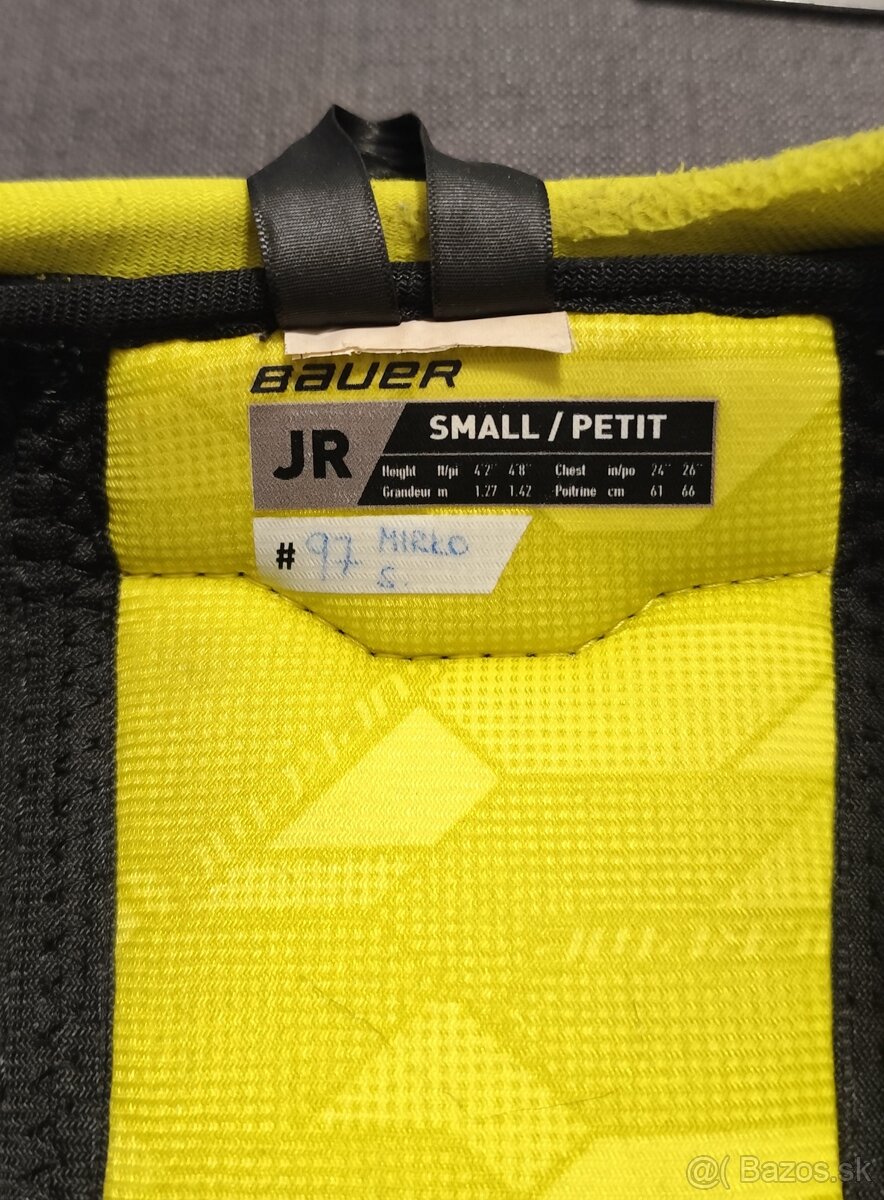 BAUER
JR
SMALL / PETIT
Height ft/pi 4'2" 4'8" Chest in/po 24" 26"
Grandeur m 1.27 1.42 Poitrine cm 61 66
# 97 MIRKO
S.
@( Bazos.sk